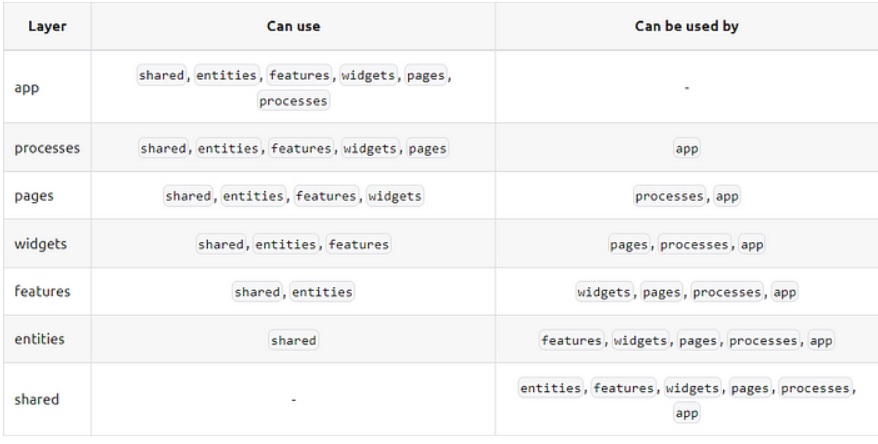 Layer Can use Can be used by
app shared, entities, features, widgets, pages, processes -
processes shared, entities, features, widgets, pages app
pages shared, entities, features, widgets processes, app
widgets shared, entities, features pages, processes, app
features shared, entities widgets, pages, processes, app
entities shared features, widgets, pages, processes, app
shared - entities, features, widgets, pages, processes, app